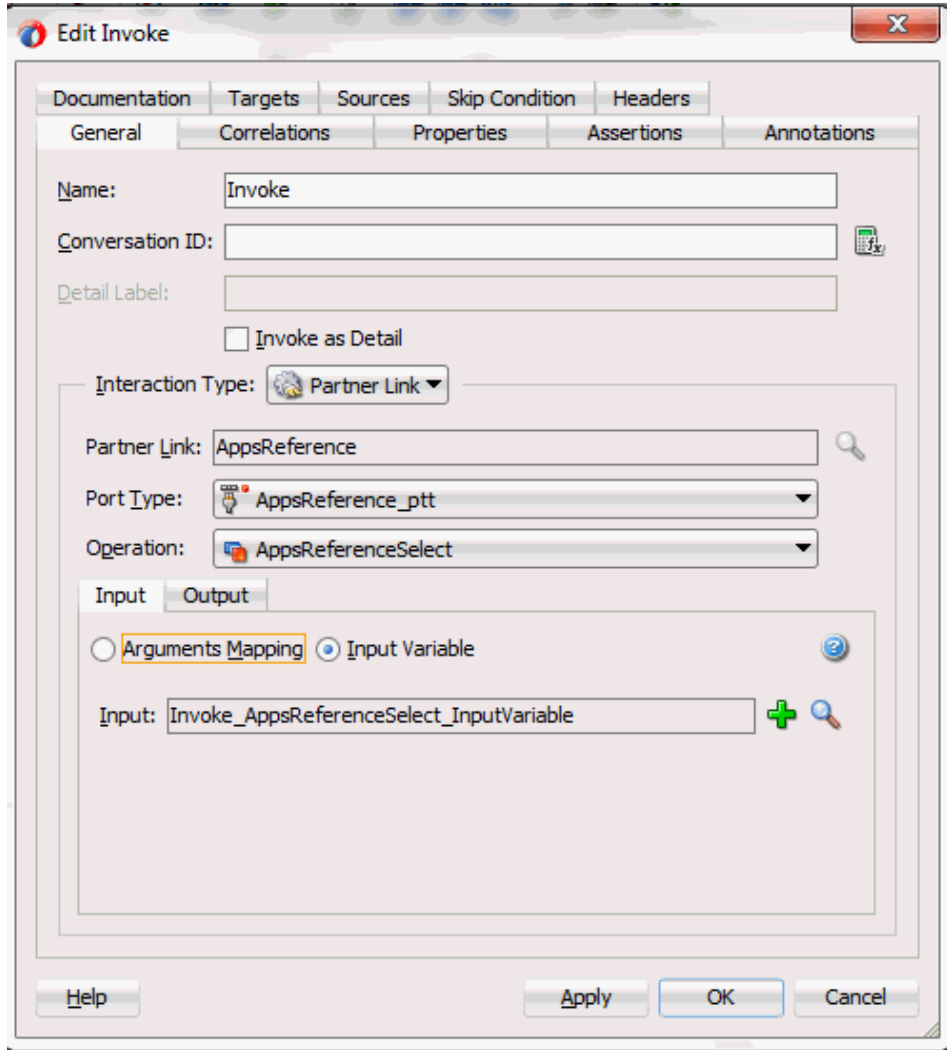 Edit Invoke
Documentation Targets Sources Skip Condition Headers
General Correlations Properties Assertions Annotations
Name: Invoke
Conversation ID:
Detail Label:
Invoke as Detail
Interaction Type: Partner Link
Partner Link: AppsReference
Port Type: AppsReference_ptt
Operation: AppsReferenceSelect
Input Output
Arguments Mapping Input Variable
Input: Invoke_AppsReferenceSelect_InputVariable
Help Apply OK Cancel